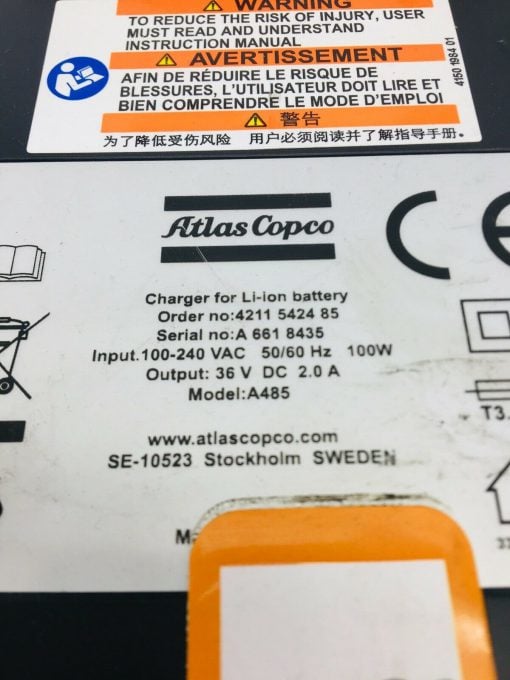 WARNING
TO REDUCE THE RISK OF INJURY, USER
MUST READ AND UNDERSTAND
INSTRUCTION MANUAL
AVERTISSEMENT
AFIN DE RÉDUIRE LE RISQUE DE
BLESSURES, L'UTILISATEUR DOIT LIRE ET
BIEN COMPRENDRE LE MODE D'EMPLOI
警告
为了降低受伤风险 用户必须阅读并了解指导手册。
4150 1984 01
Atlas Copco
CE
Charger for Li-ion battery
Order no:4211 5424 85
Serial no:A 661 8435
Input.100-240 VAC 50/60 Hz 100W
Output: 36 V DC 2.0 A
Model:A485
T3.
www.atlascopco.com
SE-10523 Stockholm SWEDEN